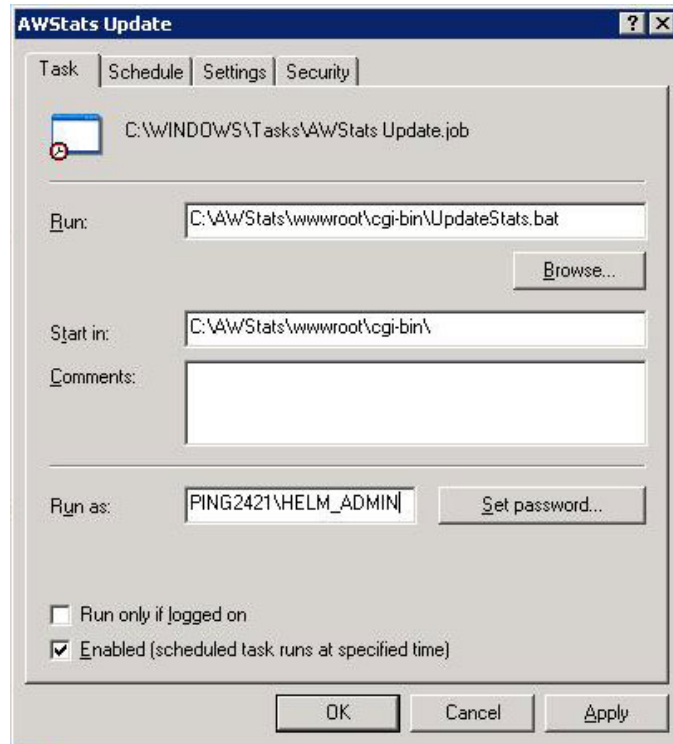 AWStats Update
Task Schedule Settings Security
C:\WINDOWS\Tasks\AWStats Update.job
Run: C:\AWStats\wwwroot\cgi-bin\UpdateStats.bat
Browse...
Start in: C:\AWStats\wwwroot\cgi-bin\
Comments:
Run as: PING2421\HELM_ADMIN Set password...
Run only if logged on
Enabled (scheduled task runs at specified time)
OK Cancel Apply